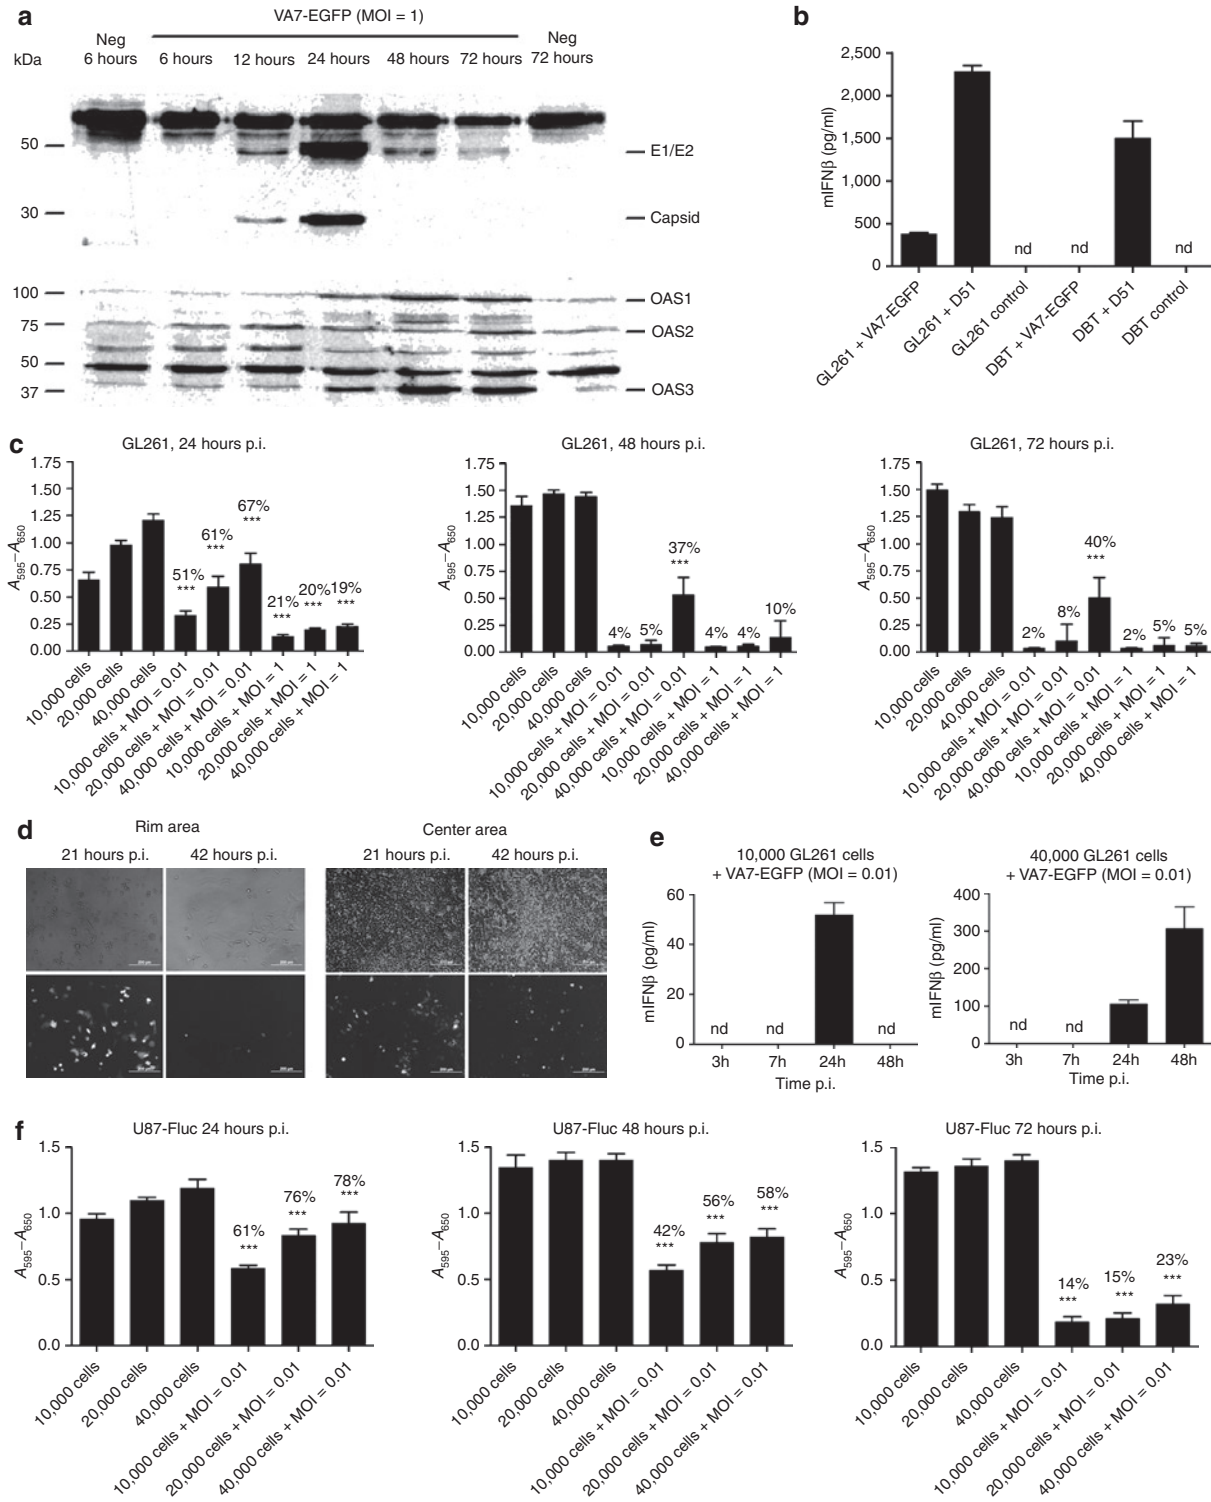 a
VA7-EGFP (MOI = 1)
kDa
Neg 6 hours
6 hours
12 hours
24 hours
48 hours
72 hours
Neg 72 hours
50
30
E1/E2
Capsid
100
75
50
37
OAS1
OAS2
OAS3
b
mIFNβ (pg/ml)
2,500
2,000
1,500
1,000
500
0
nd
nd
nd
GL261 + VA7-EGFP
GL261 + D51
GL261 control
DBT + VA7-EGFP
DBT + D51
DBT control
c
GL261, 24 hours p.i.
A595–A650
1.75
1.50
1.25
1.00
0.75
0.50
0.25
0.00
51%
***
61%
***
67%
***
21%
***
20%
***
19%
***
10,000 cells
20,000 cells
40,000 cells
10,000 cells + MOI = 0.01
20,000 cells + MOI = 0.01
40,000 cells + MOI = 0.01
10,000 cells + MOI = 1
20,000 cells + MOI = 1
40,000 cells + MOI = 1
GL261, 48 hours p.i.
A595–A650
1.75
1.50
1.25
1.00
0.75
0.50
0.25
0.00
4%
5%
37%
***
4%
4%
10%
10,000 cells
20,000 cells
40,000 cells
10,000 cells + MOI = 0.01
20,000 cells + MOI = 0.01
40,000 cells + MOI = 0.01
10,000 cells + MOI = 1
20,000 cells + MOI = 1
40,000 cells + MOI = 1
GL261, 72 hours p.i.
A595–A650
1.75
1.50
1.25
1.00
0.75
0.50
0.25
0.00
2%
8%
40%
***
2%
5%
5%
10,000 cells
20,000 cells
40,000 cells
10,000 cells + MOI = 0.01
20,000 cells + MOI = 0.01
40,000 cells + MOI = 0.01
10,000 cells + MOI = 1
20,000 cells + MOI = 1
40,000 cells + MOI = 1
d
Rim area
21 hours p.i.
42 hours p.i.
Center area
21 hours p.i.
42 hours p.i.
e
10,000 GL261 cells
+ VA7-EGFP (MOI = 0.01)
mIFNβ (pg/ml)
60
40
20
0
nd
nd
nd
3h
7h
24h
48h
Time p.i.
40,000 GL261 cells
+ VA7-EGFP (MOI = 0.01)
mIFNβ (pg/ml)
400
300
200
100
0
nd
nd
3h
7h
24h
48h
Time p.i.
f
U87-Fluc 24 hours p.i.
A595–A650
1.5
1.0
0.5
0.0
61%
***
76%
***
78%
***
10,000 cells
20,000 cells
40,000 cells
10,000 cells + MOI = 0.01
20,000 cells + MOI = 0.01
40,000 cells + MOI = 0.01
U87-Fluc 48 hours p.i.
A595–A650
1.5
1.0
0.5
0.0
42%
***
56%
***
58%
***
10,000 cells
20,000 cells
40,000 cells
10,000 cells + MOI = 0.01
20,000 cells + MOI = 0.01
40,000 cells + MOI = 0.01
U87-Fluc 72 hours p.i.
A595–A650
1.5
1.0
0.5
0.0
14%
***
15%
***
23%
***
10,000 cells
20,000 cells
40,000 cells
10,000 cells + MOI = 0.01
20,000 cells + MOI = 0.01
40,000 cells + MOI = 0.01